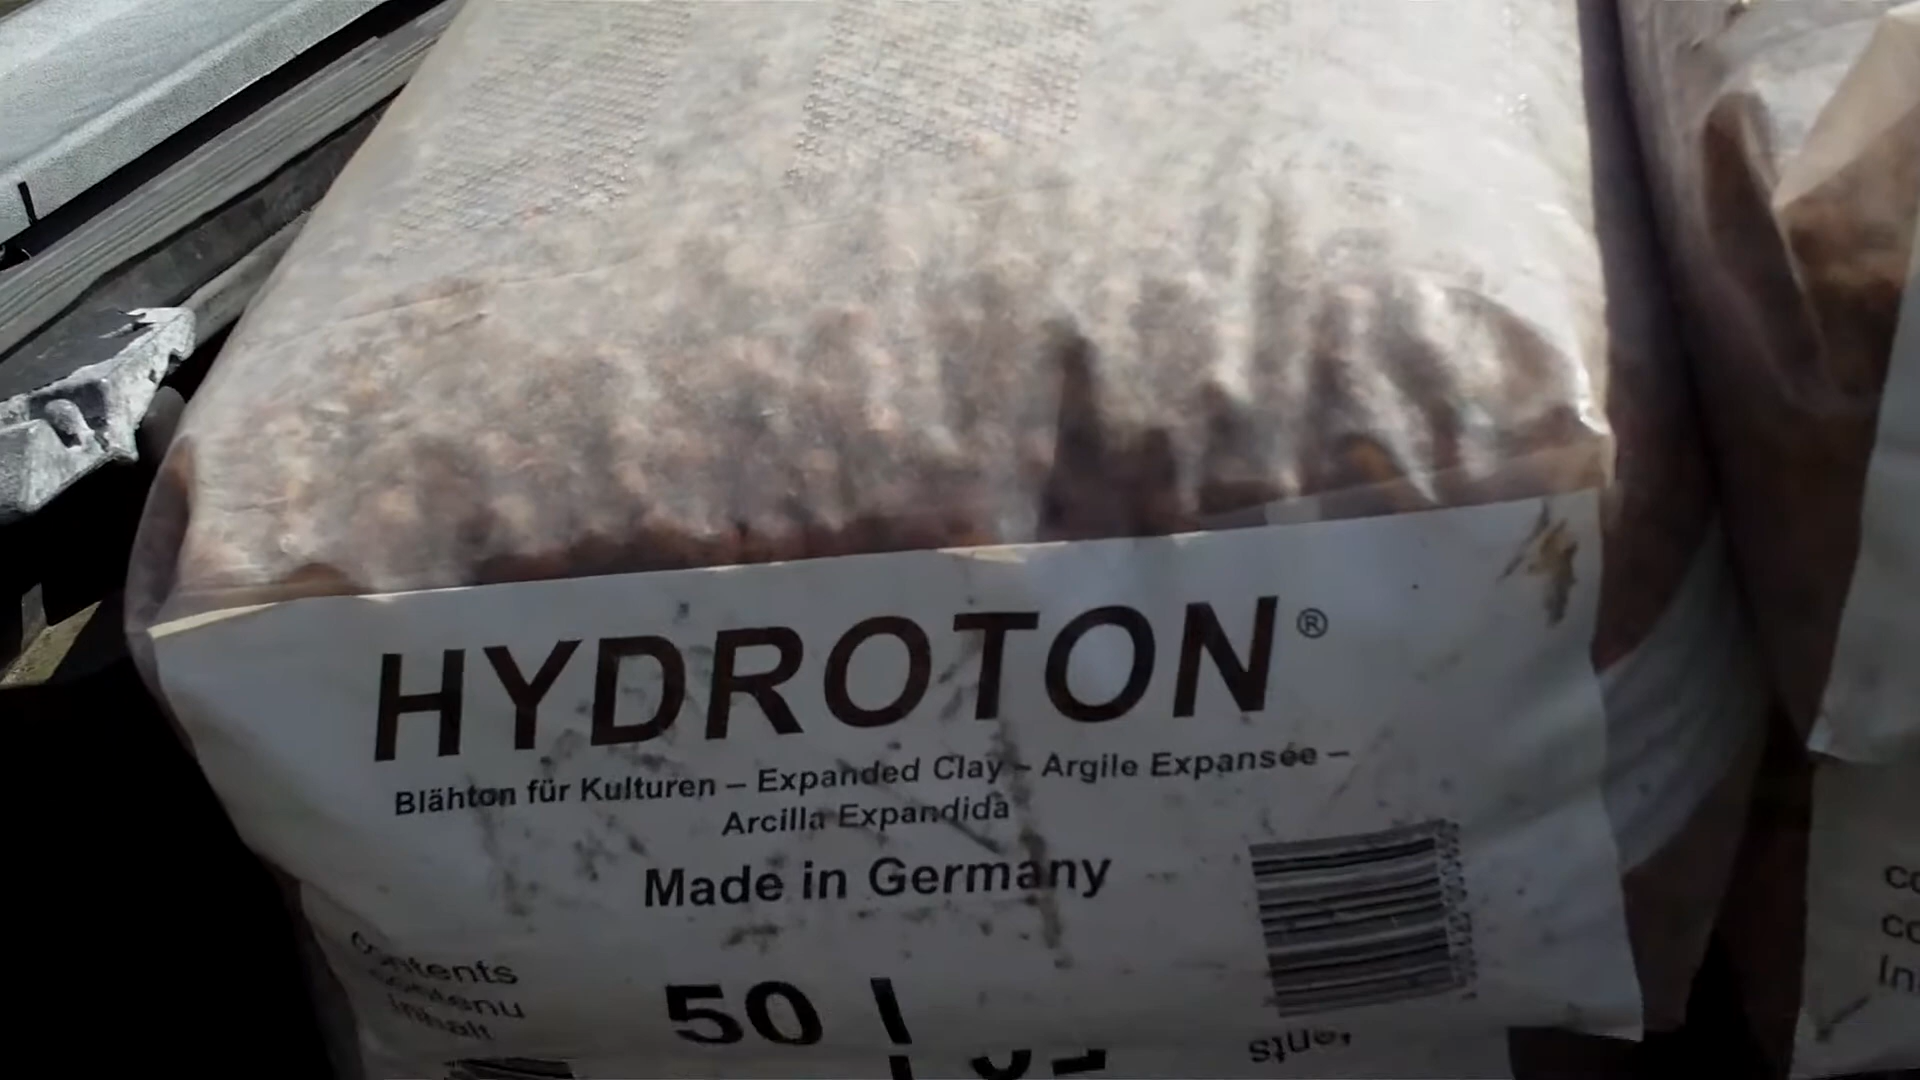 HYDROTON®
Blähton für Kulturen – Expanded Clay – Argile Expansée –
Arcilla Expandida
Made in Germany
contents
contenu
Inhalt
50 l